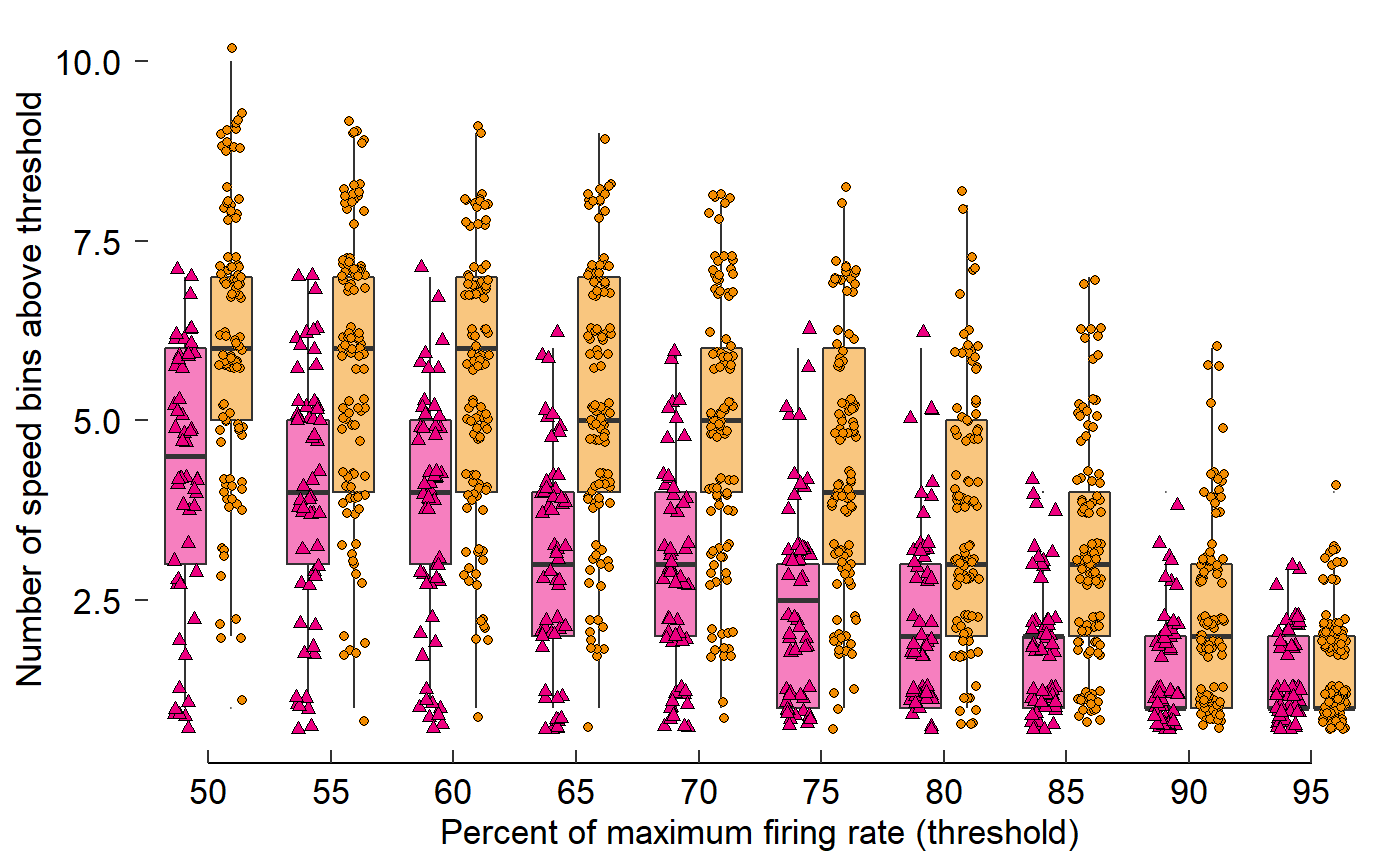 Number of speed bins above threshold
10.0
7.5
5.0
2.5
50 55 60 65 70 75 80 85 90 95
Percent of maximum firing rate (threshold)